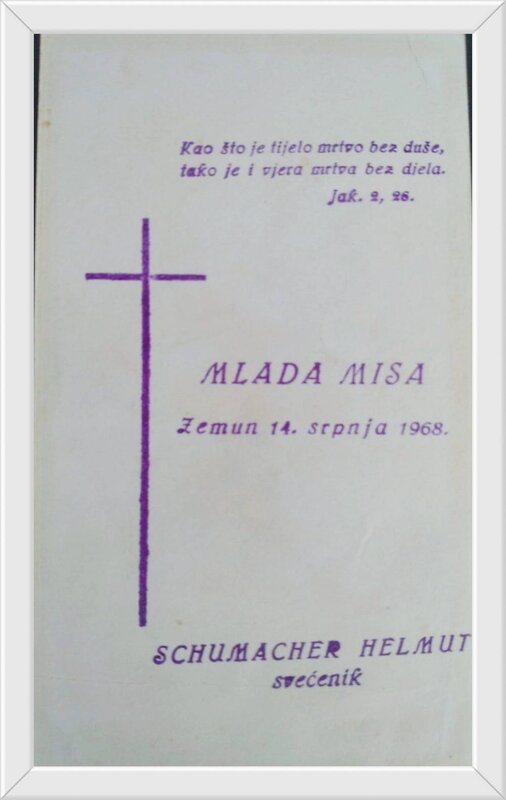 Kao što je tijelo mrtvo bez duše,
tako je i vjera mrtva bez djela.
Jak. 2, 26.
MLADA MISA
Zemun 14. srpnja 1968.
SCHUMACHER HELMUT
svećenik